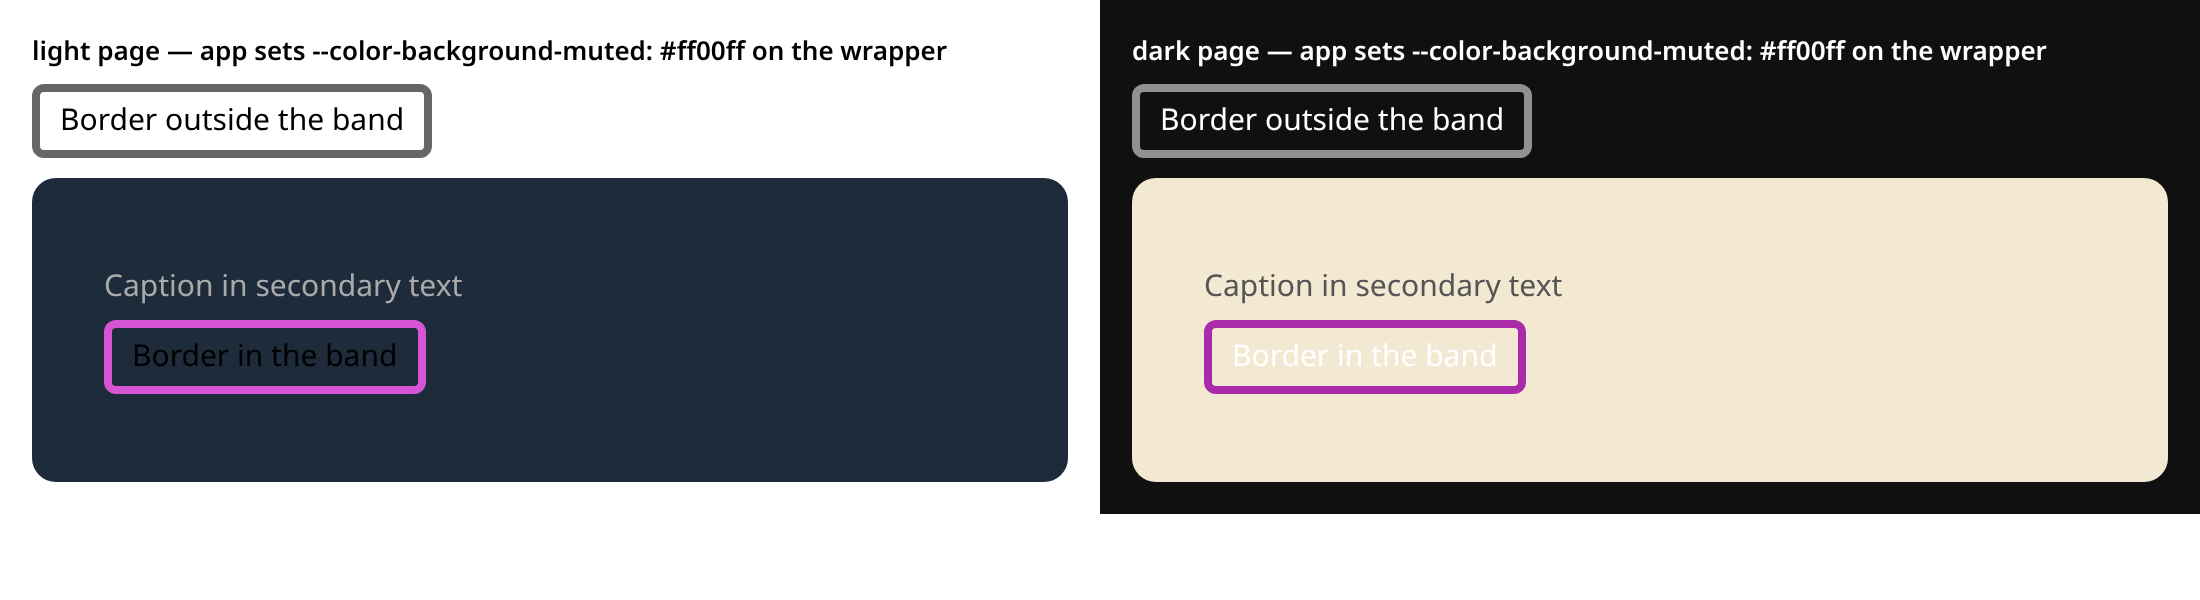 light page — app sets --color-background-muted: #ff00ff on the wrapper
Border outside the band
Caption in secondary text
Border in the band
dark page — app sets --color-background-muted: #ff00ff on the wrapper
Border outside the band
Caption in secondary text
Border in the band